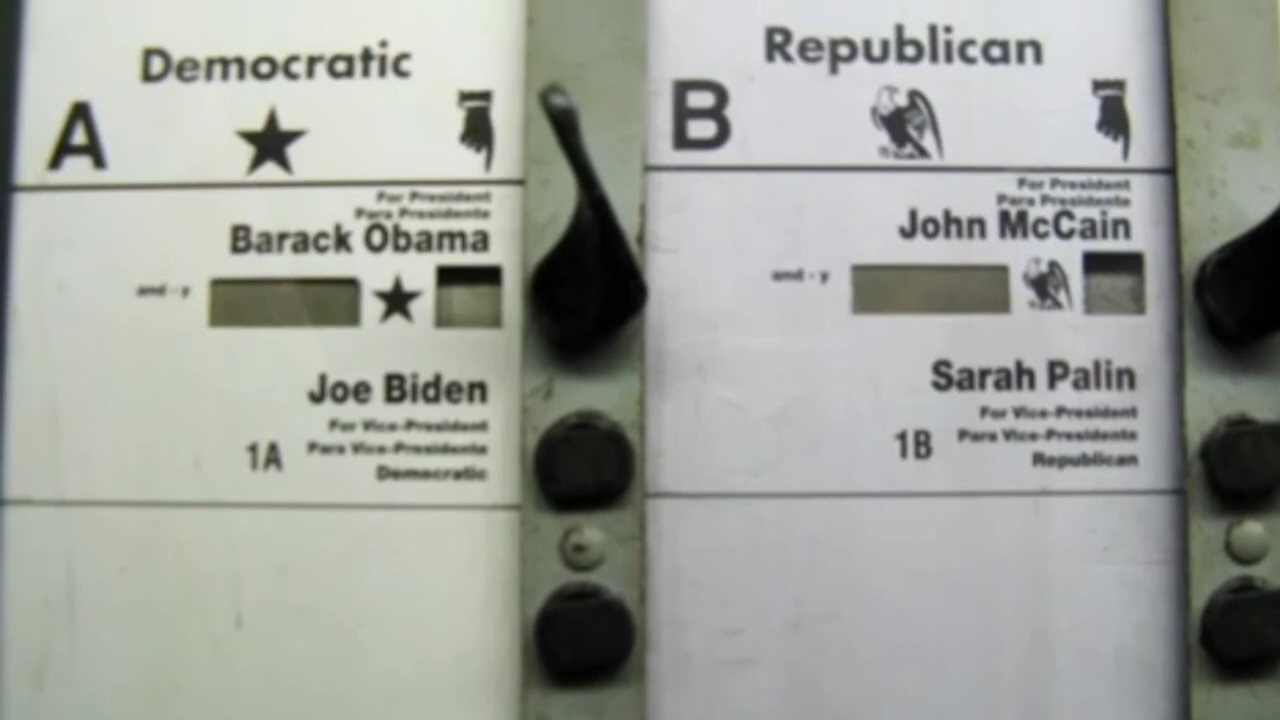 Democratic
A
For President
Para Presidente
Barack Obama
and - y
Joe Biden
For Vice-President
1A Para Vice-Presidente
Democratic
Republican
B
For President
Para Presidente
John McCain
and - y
Sarah Palin
For Vice-President
1B Para Vice-Presidente
Republican